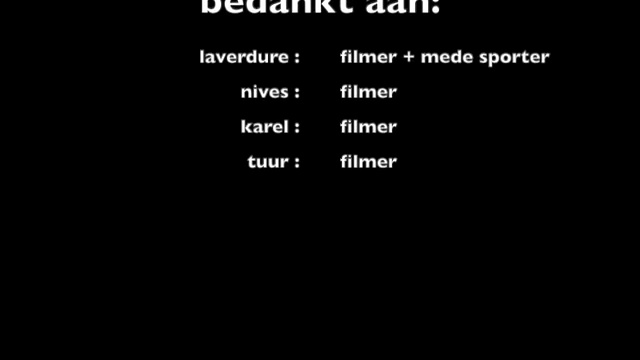 bedankt aan:
laverdure : filmer + mede sporter
nives : filmer
karel : filmer
tuur : filmer